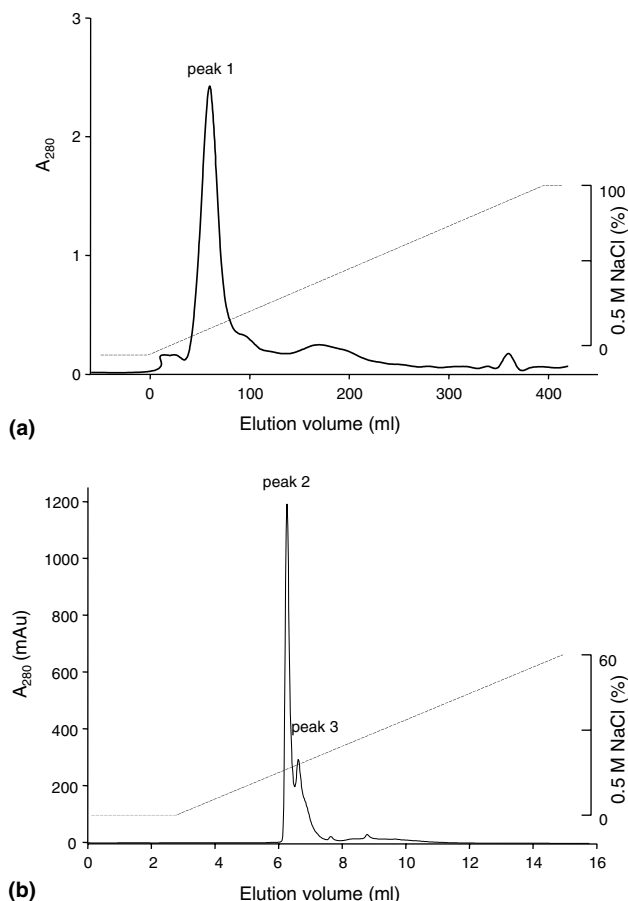 3
peak 1
2
A280
100
1
0.5 M NaCl (%)
0
0
0 100 200 300 400
Elution volume (ml)
(a)
peak 2
1200
1000
800
A280 (mAu)
600
60
peak 3
400
0.5 M NaCl (%)
200
0
0
0 2 4 6 8 10 12 14 16
Elution volume (ml)
(b)